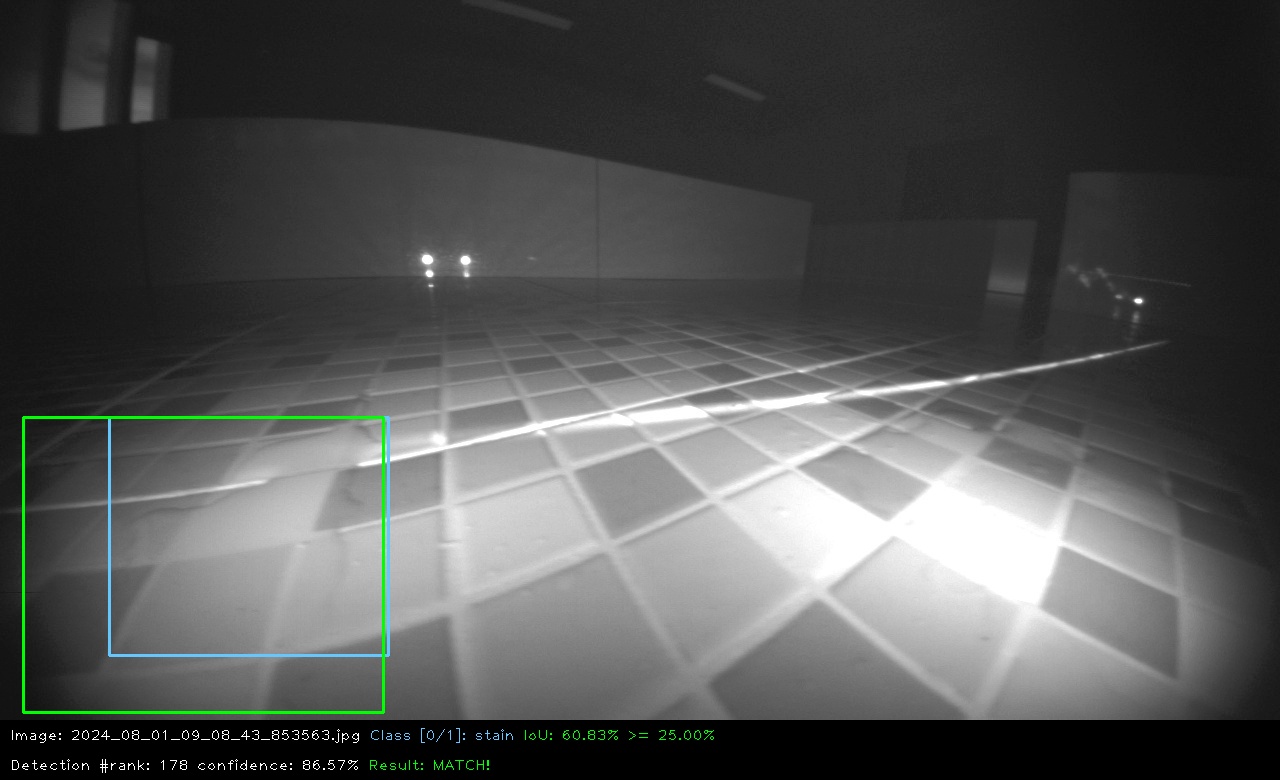 Image: 2024_08_01_09_08_43_853563.jpg Class [0/1]: stain IoU: 60.83% >= 25.00%
Detection #rank: 178 confidence: 86.57% Result: MATCH!